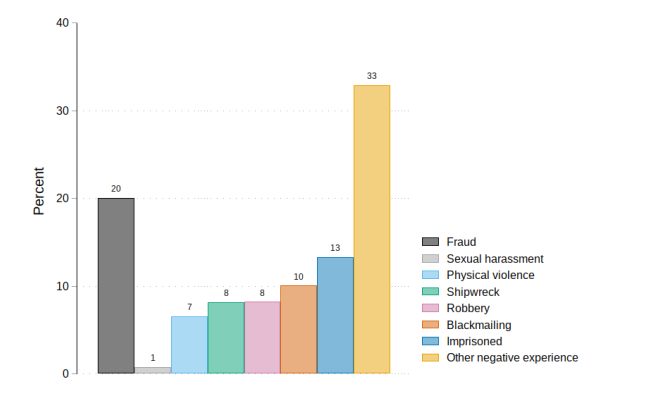 40
30
20
10
0
Percent
20
1
7
8
8
10
13
33
Fraud
Sexual harassment
Physical violence
Shipwreck
Robbery
Blackmailing
Imprisoned
Other negative experience